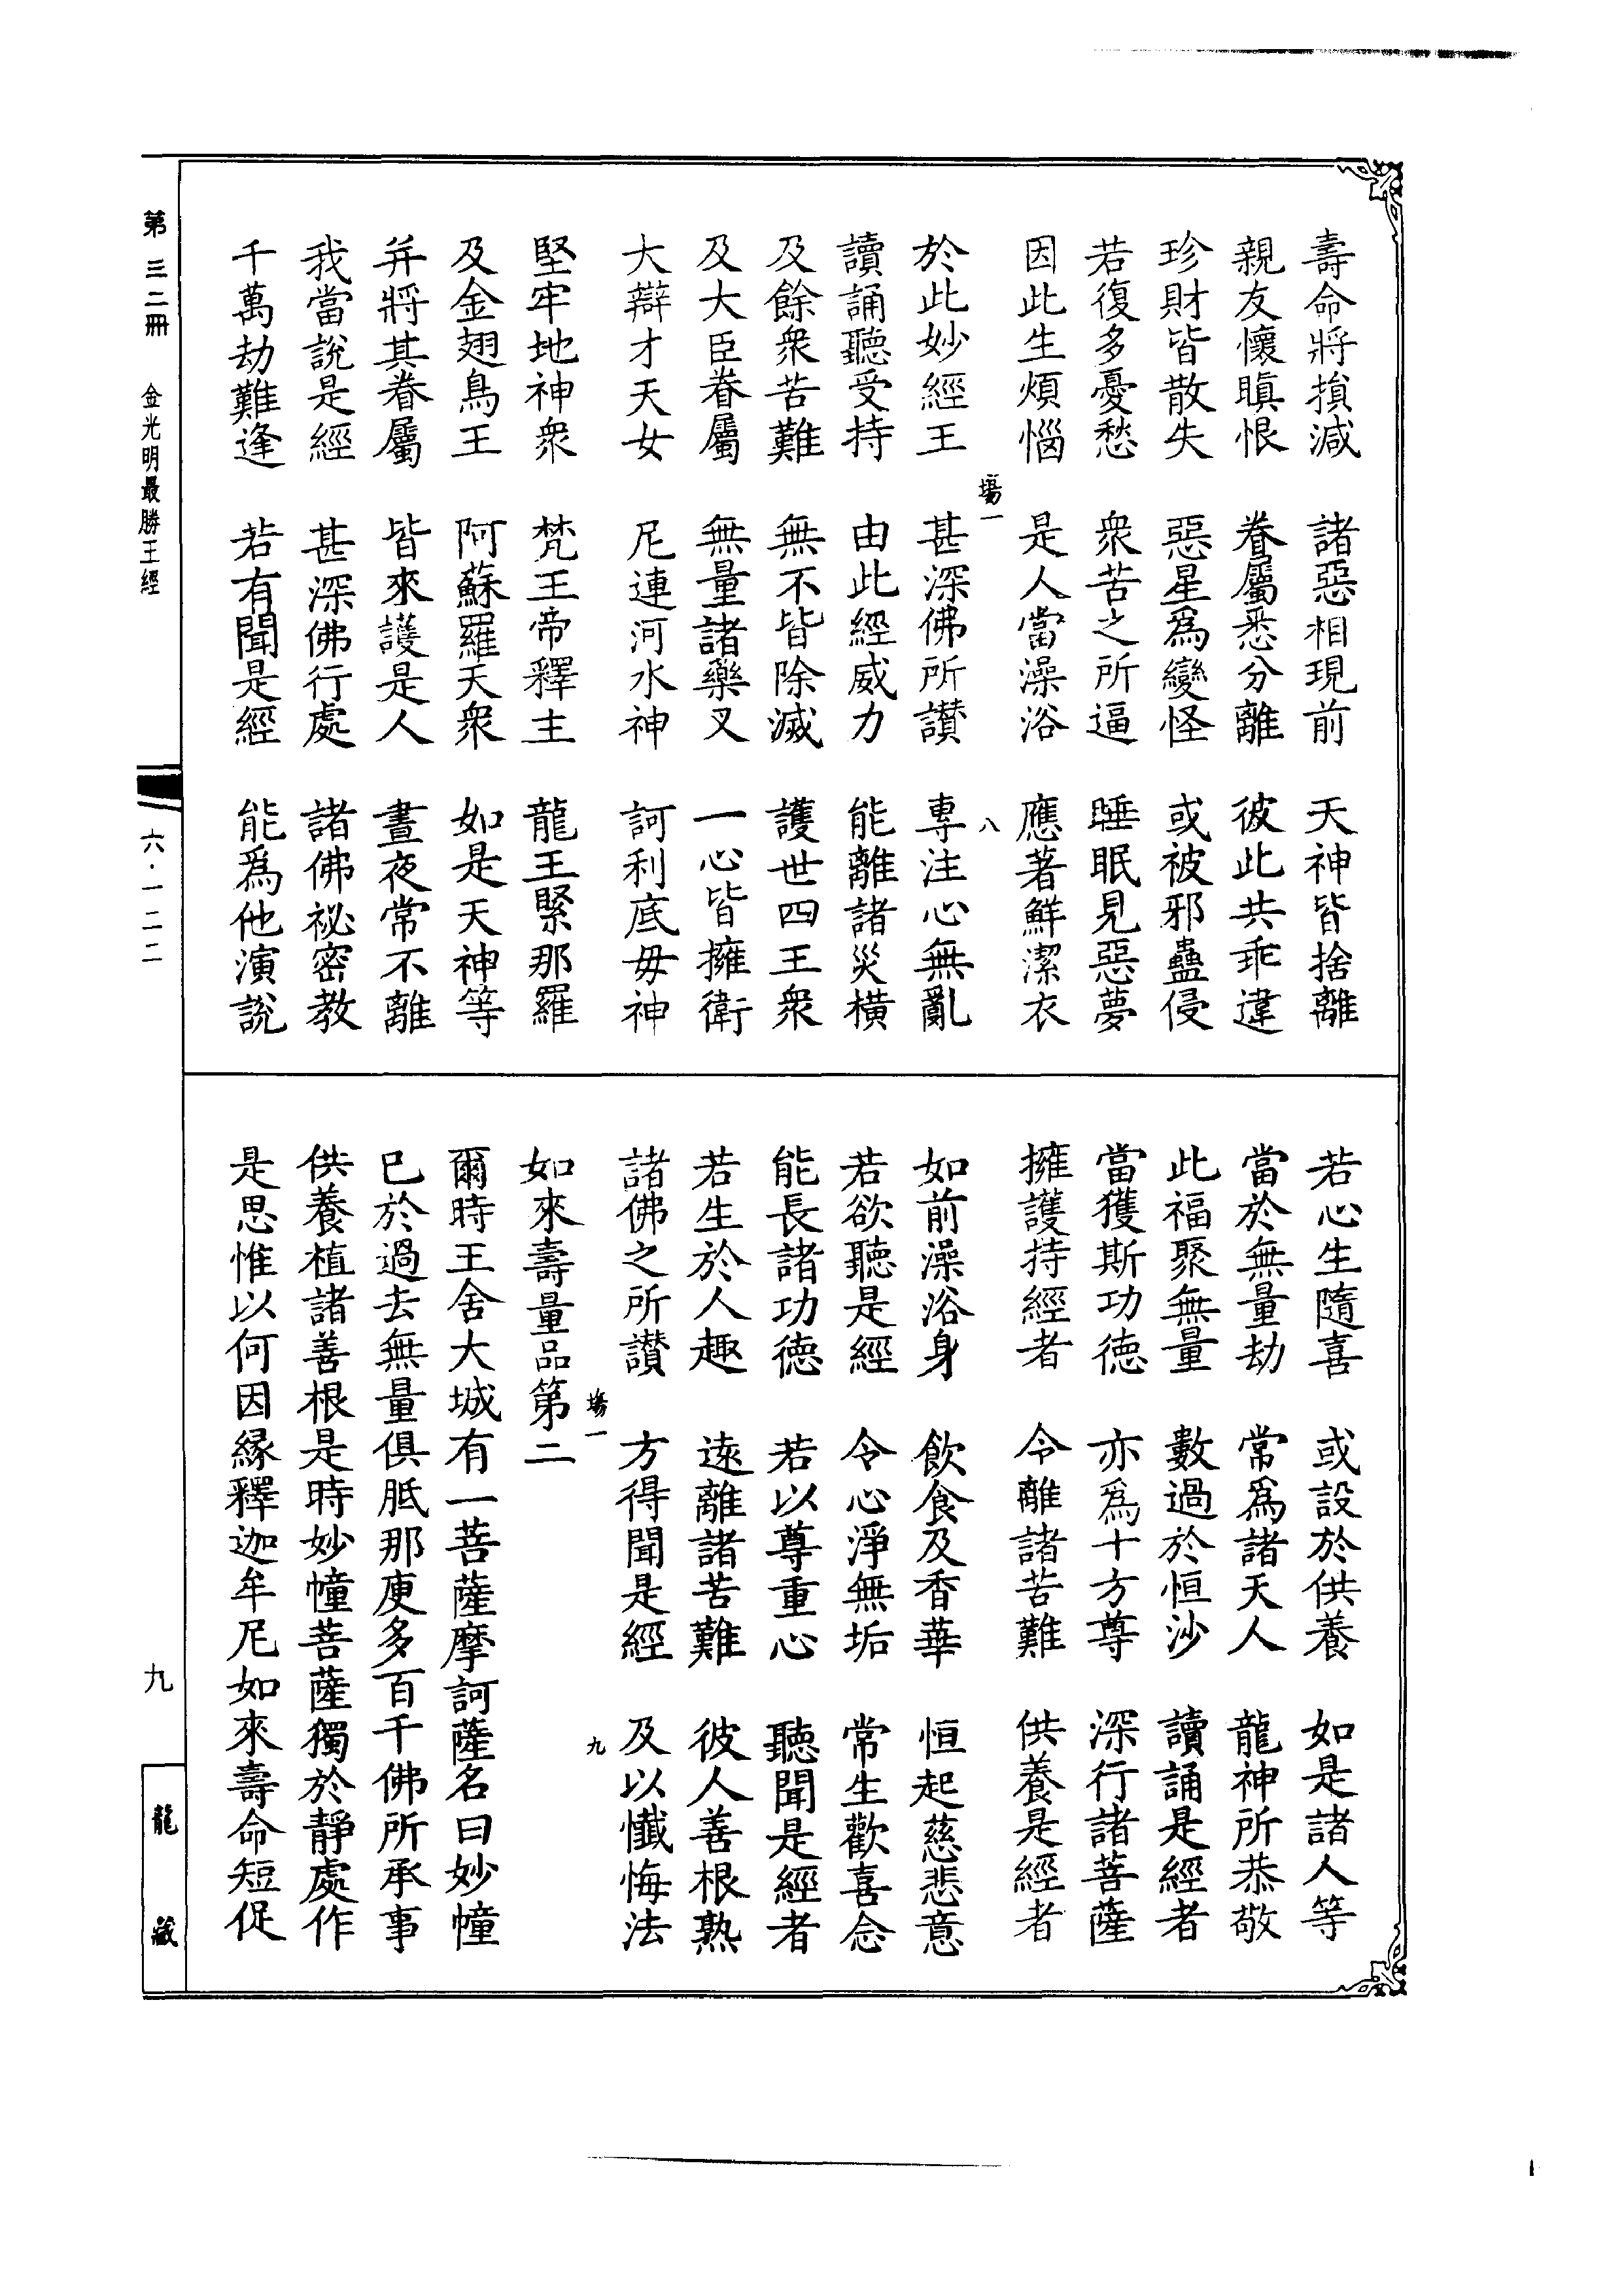 壽命將損減　諸惡相現前　天神皆捨離
親友懷瞋恨　眷屬悉分離　彼此共乖違
珍財皆散失　惡星爲變怪　或被邪蠱侵
若復多憂愁　衆苦之所逼　睡眠見惡夢
因此生煩惱　是人當澡浴　應著鮮潔衣
塲一　八
於此妙經王　甚深佛所讃　專注心無亂
讀誦聽受持　由此經威力　能離諸災橫
及餘衆苦難　無不皆除滅　護世四王衆
及大臣眷屬　無量諸藥叉　一心皆擁衛
大辯才天女　尼連河水神　訶利底毋神
堅牢地神衆　梵王帝釋主　龍王緊那羅
及金翅鳥王　阿蘇羅天衆　如是天神等
并將其眷屬　皆來護是人　晝夜常不離
我當說是經　甚深佛行處　諸佛祕密教
千萬劫難逢　若有聞是經　能爲他演說
若心生隨喜　或設於供養　如是諸人等
當於無量劫　常爲諸天人　龍神所恭敬
此福聚無量　數過於恒沙　讀誦是經者
當獲斯功德　亦爲十方尊　深行諸菩薩
擁護持經者　令離諸苦難　供養是經者
如前澡浴身　飲食及香華　恒起慈悲意
若欲聽是經　令心淨無垢　常生歡喜念
能長諸功德　若以尊重心　聽聞是經者
若生於人趣　遠離諸苦難　彼人善根熟
諸佛之所讃　方得聞是經　及以懺悔法
塲一　九
如來壽量品第二
爾時王舍大城有一菩薩摩訶薩名曰妙幢
已於過去無量俱胝那庾多百千佛所承事
供養植諸善根是時妙幢菩薩獨於靜處作
是思惟以何因緣釋迦牟尼如來壽命短促
第三二冊　金光明最勝王經　六·一二二　九　龍藏